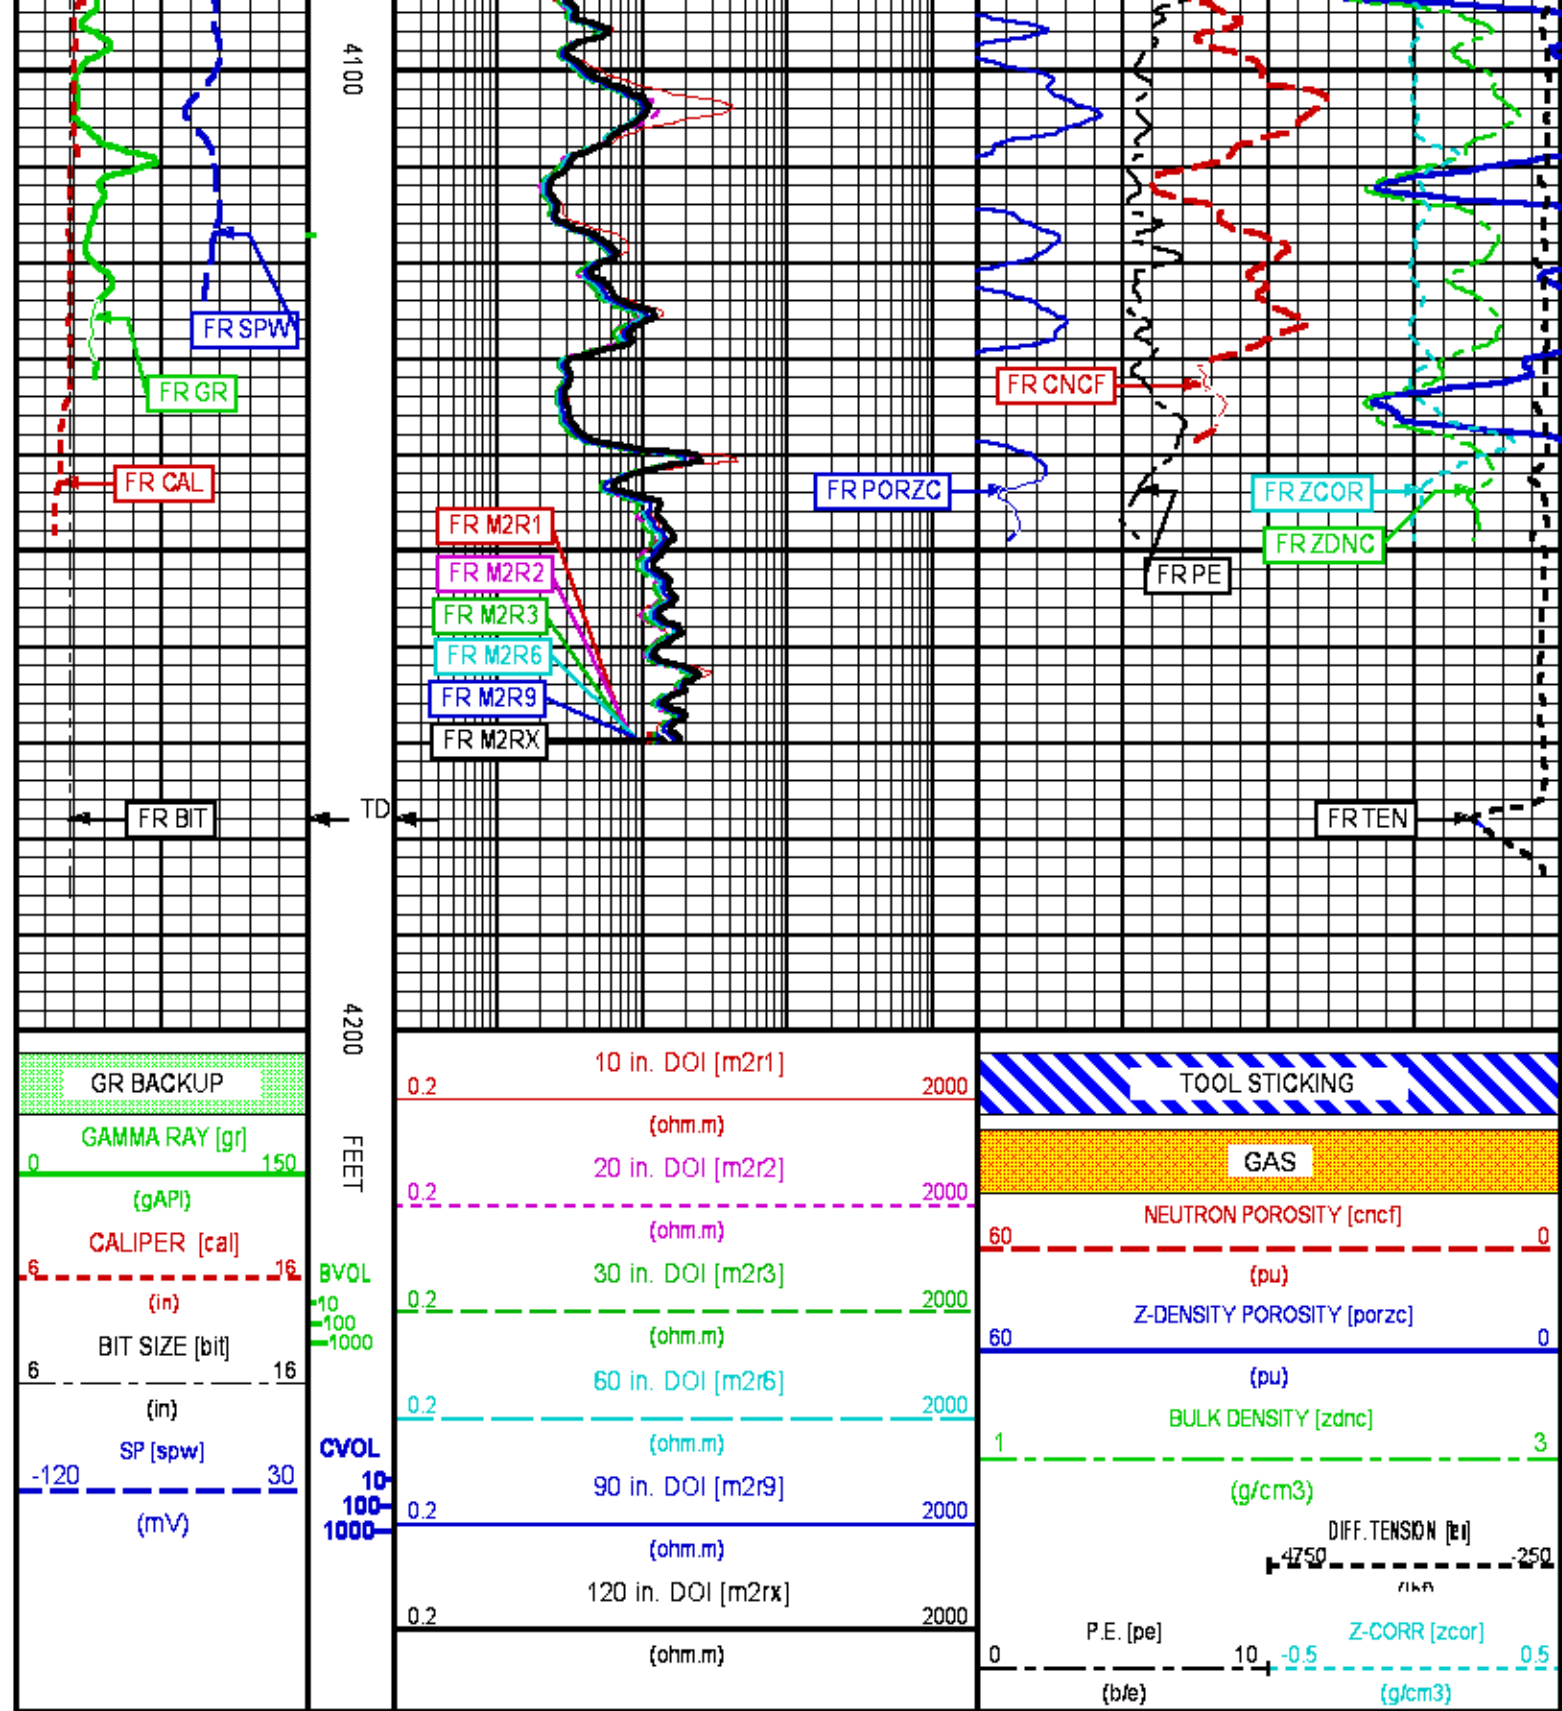 4100
FR SPW
FR GR
FR CNCF
FR CAL
FR PORZC
FR ZCOR
FR M2R1
FR ZDNC
FR M2R2
FR PE
FR M2R3
FR M2R6
FR M2R9
FR M2RX
FR BIT
TD
FR TEN
4200
FEET
GR BACKUP
GAMMA RAY [gr]
0 150
(gAPI)
CALIPER [cal]
6 16
(in)
BIT SIZE [bit]
6 16
(in)
SP [spw]
-120 30
(mV)
BVOL
10
100
1000
CVOL
10
100
1000
10 in. DOI [m2r1]
0.2 2000
(ohm.m)
20 in. DOI [m2r2]
0.2 2000
(ohm.m)
30 in. DOI [m2r3]
0.2 2000
(ohm.m)
60 in. DOI [m2r6]
0.2 2000
(ohm.m)
90 in. DOI [m2r9]
0.2 2000
(ohm.m)
120 in. DOI [m2rx]
0.2 2000
(ohm.m)
TOOL STICKING
GAS
NEUTRON POROSITY [cncf]
60 0
(pu)
Z-DENSITY POROSITY [porzc]
60 0
(pu)
BULK DENSITY [zdnc]
1 3
(g/cm3)
DIFF. TENSION
4750 -250
P.E. [pe]
0 10
(b/e)
Z-CORR [zcor]
-0.5 0.5
(g/cm3)